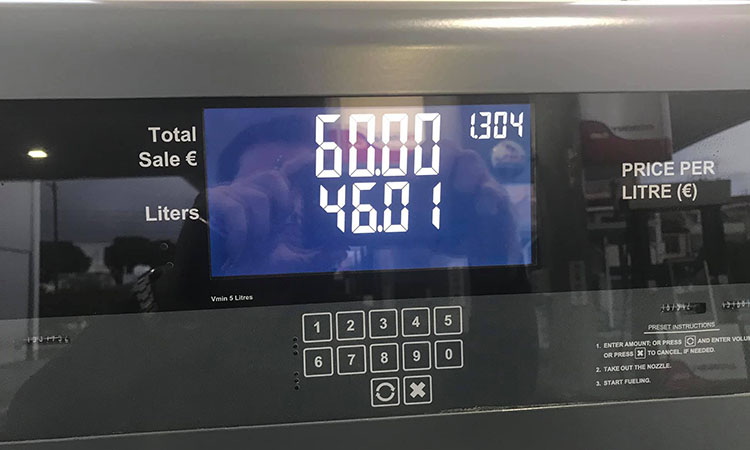 Total
Sale €
60.00
1.304
PRICE PER
LITRE (€)
Liters
46.01
Vmin 5 Litres
1 2 3 4 5
6 7 8 9 0
PRESET INSTRUCTIONS
1. ENTER AMOUNT; OR PRESS AND ENTER VOLU
OR PRESS TO CANCEL, IF NEEDED.
2. TAKE OUT THE NOZZLE.
3. START FUELING.